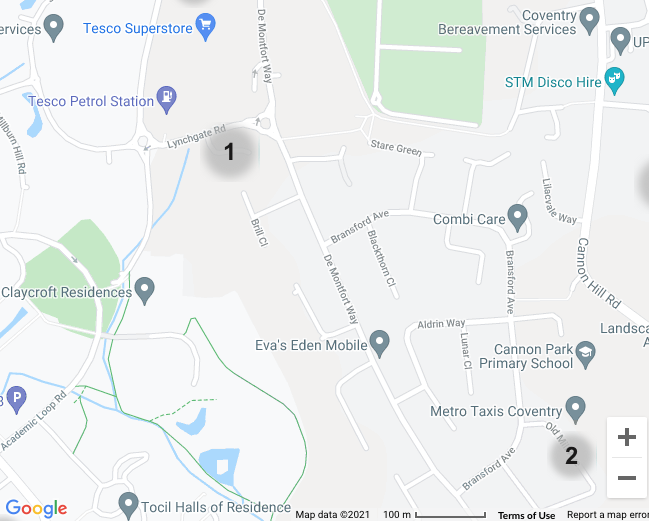 Coventry
Bereavement Services
ervices
Tesco Superstore
De Montfort Way
UP
STM Disco Hire
Tesco Petrol Station
Lynchgate Rd
Millburn Hill Rd
1
Stare Green
Lilacvale Way
Combi Care
Bransford Ave
Brill Cl
Blackthorn Cl
De Montfort Way
Bransford Ave
Cannon Hill Rd
Claycroft Residences
Aldrin Way
Landsca
A
Eva's Eden Mobile
Lunar Cl
Cannon Park
Primary School
P
Academic Loop Rd
Metro Taxis Coventry
Old M
2
Bransford Ave
+
−
Google
Tocil Halls of Residence
Map data ©2021
100 m
Terms of Use
Report a map error